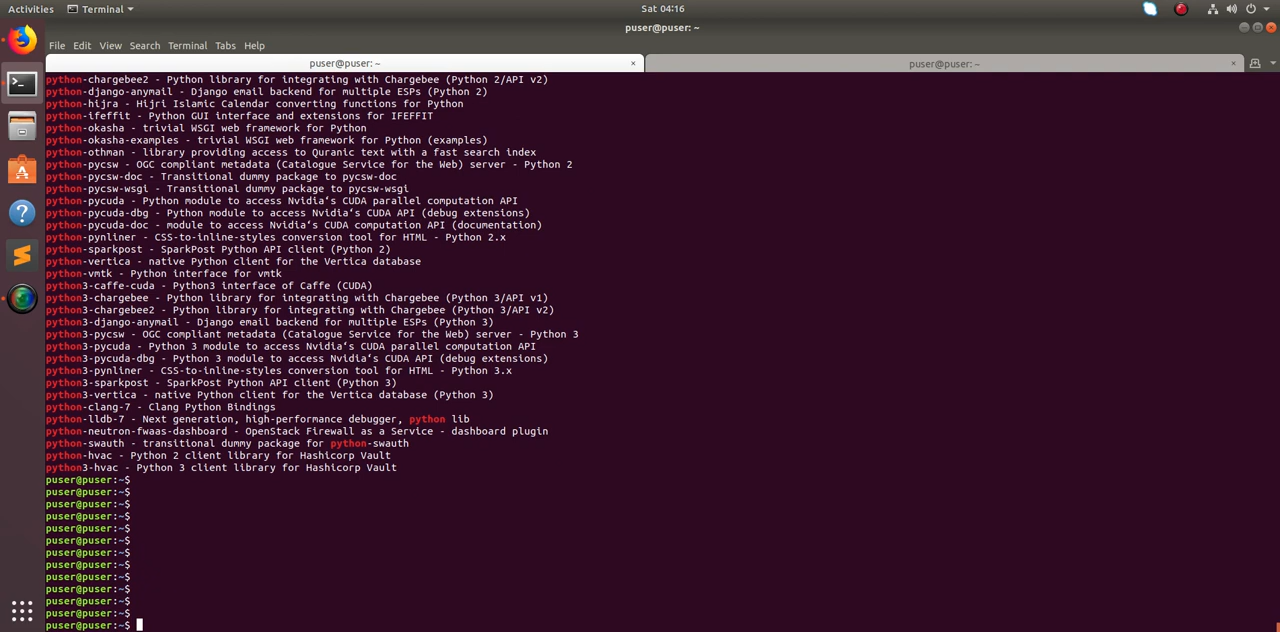 Activities Terminal Sat 04:16
puser@puser: ~
File Edit View Search Terminal Tabs Help
puser@puser: ~ × puser@puser: ~ ×
python-chargebee2 - Python library for integrating with Chargebee (Python 2/API v2)
python-django-anymail - Django email backend for multiple ESPs (Python 2)
python-hijra - Hijri Islamic Calendar converting functions for Python
python-ifeffit - Python GUI interface and extensions for IFEFFIT
python-okasha - trivial WSGI web framework for Python
python-okasha-examples - trivial WSGI web framework for Python (examples)
python-othman - library providing access to Quranic text with a fast search index
python-pycsw - OGC compliant metadata (Catalogue Service for the Web) server - Python 2
python-pycsw-doc - Transitional dummy package to pycsw-doc
python-pycsw-wsgi - Transitional dummy package to pycsw-wsgi
python-pycuda - Python module to access Nvidia‘s CUDA parallel computation API
python-pycuda-dbg - Python module to access Nvidia‘s CUDA API (debug extensions)
python-pycuda-doc - module to access Nvidia‘s CUDA computation API (documentation)
python-pynliner - CSS-to-inline-styles conversion tool for HTML - Python 2.x
python-sparkpost - SparkPost Python API client (Python 2)
python-vertica - native Python client for the Vertica database
python-vmtk - Python interface for vmtk
python3-caffe-cuda - Python3 interface of Caffe (CUDA)
python3-chargebee - Python library for integrating with Chargebee (Python 3/API v1)
python3-chargebee2 - Python library for integrating with Chargebee (Python 3/API v2)
python3-django-anymail - Django email backend for multiple ESPs (Python 3)
python3-pycsw - OGC compliant metadata (Catalogue Service for the Web) server - Python 3
python3-pycuda - Python 3 module to access Nvidia‘s CUDA parallel computation API
python3-pycuda-dbg - Python 3 module to access Nvidia‘s CUDA API (debug extensions)
python3-pynliner - CSS-to-inline-styles conversion tool for HTML - Python 3.x
python3-sparkpost - SparkPost Python API client (Python 3)
python3-vertica - native Python client for the Vertica database (Python 3)
python-clang-7 - Clang Python Bindings
python-lldb-7 - Next generation, high-performance debugger, python lib
python-neutron-fwaas-dashboard - OpenStack Firewall as a Service - dashboard plugin
python-swauth - transitional dummy package for python-swauth
python-hvac - Python 2 client library for Hashicorp Vault
python3-hvac - Python 3 client library for Hashicorp Vault
puser@puser:~$
puser@puser:~$
puser@puser:~$
puser@puser:~$
puser@puser:~$
puser@puser:~$
puser@puser:~$
puser@puser:~$
puser@puser:~$
puser@puser:~$
puser@puser:~$
puser@puser:~$
puser@puser:~$